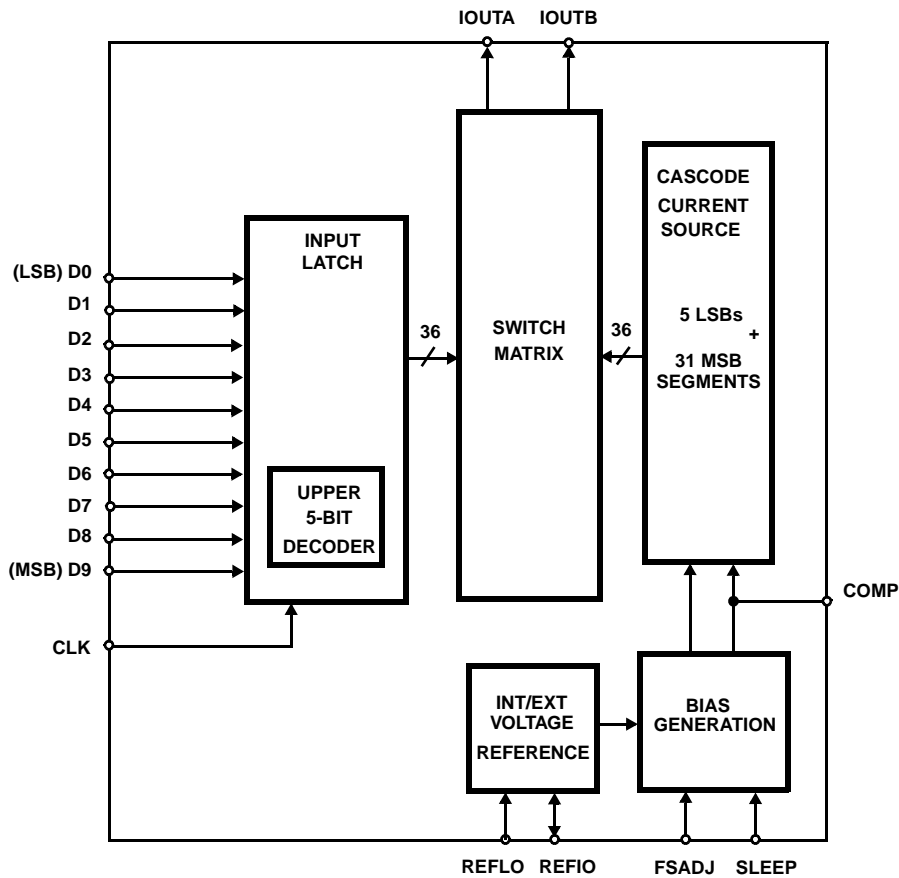 IOUTA IOUTB
CASCODE
CURRENT
SOURCE
INPUT
LATCH
(LSB) D0
D1
D2
D3
D4
D5
D6
D7
D8
(MSB) D9
CLK
36
SWITCH
MATRIX
36
5 LSBs
+
31 MSB
SEGMENTS
UPPER
5-BIT
DECODER
COMP
INT/EXT
VOLTAGE
REFERENCE
BIAS
GENERATION
REFLO REFIO FSADJ SLEEP